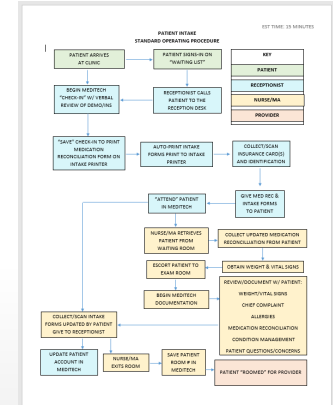 EST TIME: 15 MINUTES
PATIENT INTAKE
STANDARD OPERATING PROCEDURE
PATIENT ARRIVES
AT CLINIC
PATIENT SIGNS-IN ON
"WAITING LIST"
KEY
PATIENT
RECEPTIONIST
NURSE/MA
PROVIDER
BEGIN MEDITECH
"CHECK-IN" W/ VERBAL
REVIEW OF DEMO/INS
RECEPTIONIST CALLS
PATIENT TO THE
RECEPTION DESK
"SAVE" CHECK-IN TO PRINT
MEDICATION
RECONCILIATION FORM ON
INTAKE PRINTER
AUTO-PRINT INTAKE
FORMS PRINT TO INTAKE
PRINTER
COLLECT/SCAN
INSURANCE CARD(S)
AND IDENTIFICATION
"ATTEND" PATIENT
IN MEDITECH
GIVE MED REC &
INTAKE FORMS
TO PATIENT
NURSE/MA RETRIEVES
PATIENT FROM
WAITING ROOM
COLLECT UPDATED MEDICATION
RECONCILLIATION FROM PATIENT
ESCORT PATIENT TO
EXAM ROOM
OBTAIN WEIGHT & VITAL SIGNS
BEGIN MEDITECH
DOCUMENTATION
REVIEW/DOCUMENT W/ PATIENT:
WEIGHT/VITAL SIGNS
CHIEF COMPLAINT
ALLERGIES
MEDICATION RECONCILIATION
CONDITION MANAGEMENT
PATIENT QUESTIONS/CONCERNS
COLLECT/SCAN INTAKE
FORMS UPDATED BY PATIENT
GIVE TO RECEPTIONIST
UPDATE PATIENT
ACCOUNT IN
MEDITECH
NURSE/MA
EXITS ROOM
SAVE PATIENT
ROOM # IN
MEDITECH
PATIENT "ROOMED" FOR PROVIDER